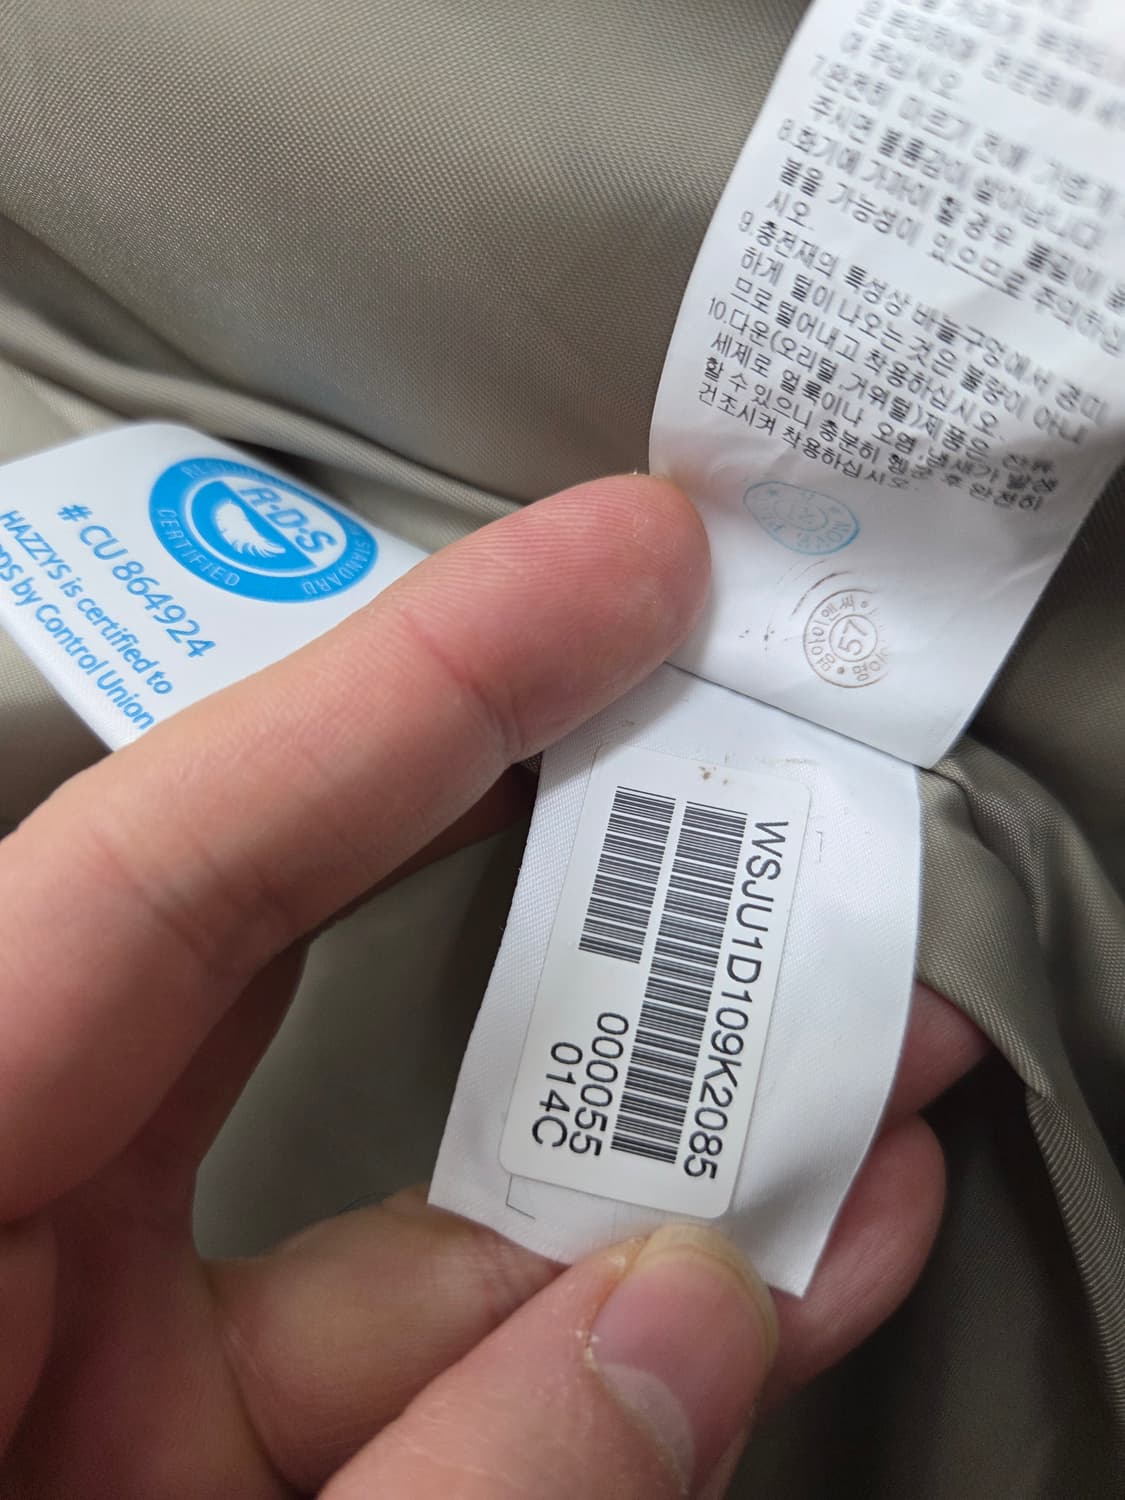 여 주십시오.
7.완전히 마르기 전에 가볍게
주시면 볼륨감이 살아납니다.
8.화기에 가까이 할 경우 불길이
붙을 가능성이 있으므로 주의하십
시오.
9.충전재의 특성상 바늘구멍에서 경미
하게 털이 나오는 것은 불량이 아니
므로 털어내고 착용하십시오.
10.다운(오리털,거위털)제품은
세제로 얼룩이나 오염,냄새가 발생
할 수 있으니 충분히 헹군 후 완전히
건조시켜 착용하십시오.
R·D·S
STANDARD
CERTIFIED
# CU 864924
HAZZYS is certified to
by Control Union
57
WSJU1D109K2085
000055
014C